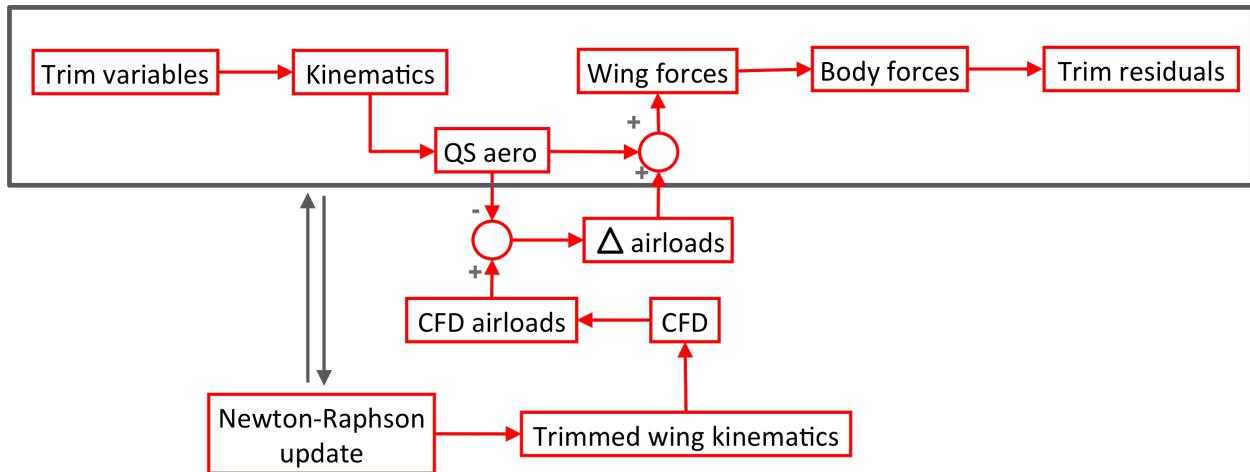 Trim variables
Kinematics
Wing forces
Body forces
Trim residuals
+
QS aero
+
-
Δ airloads
+
CFD airloads
CFD
Newton-Raphson
update
Trimmed wing kinematics